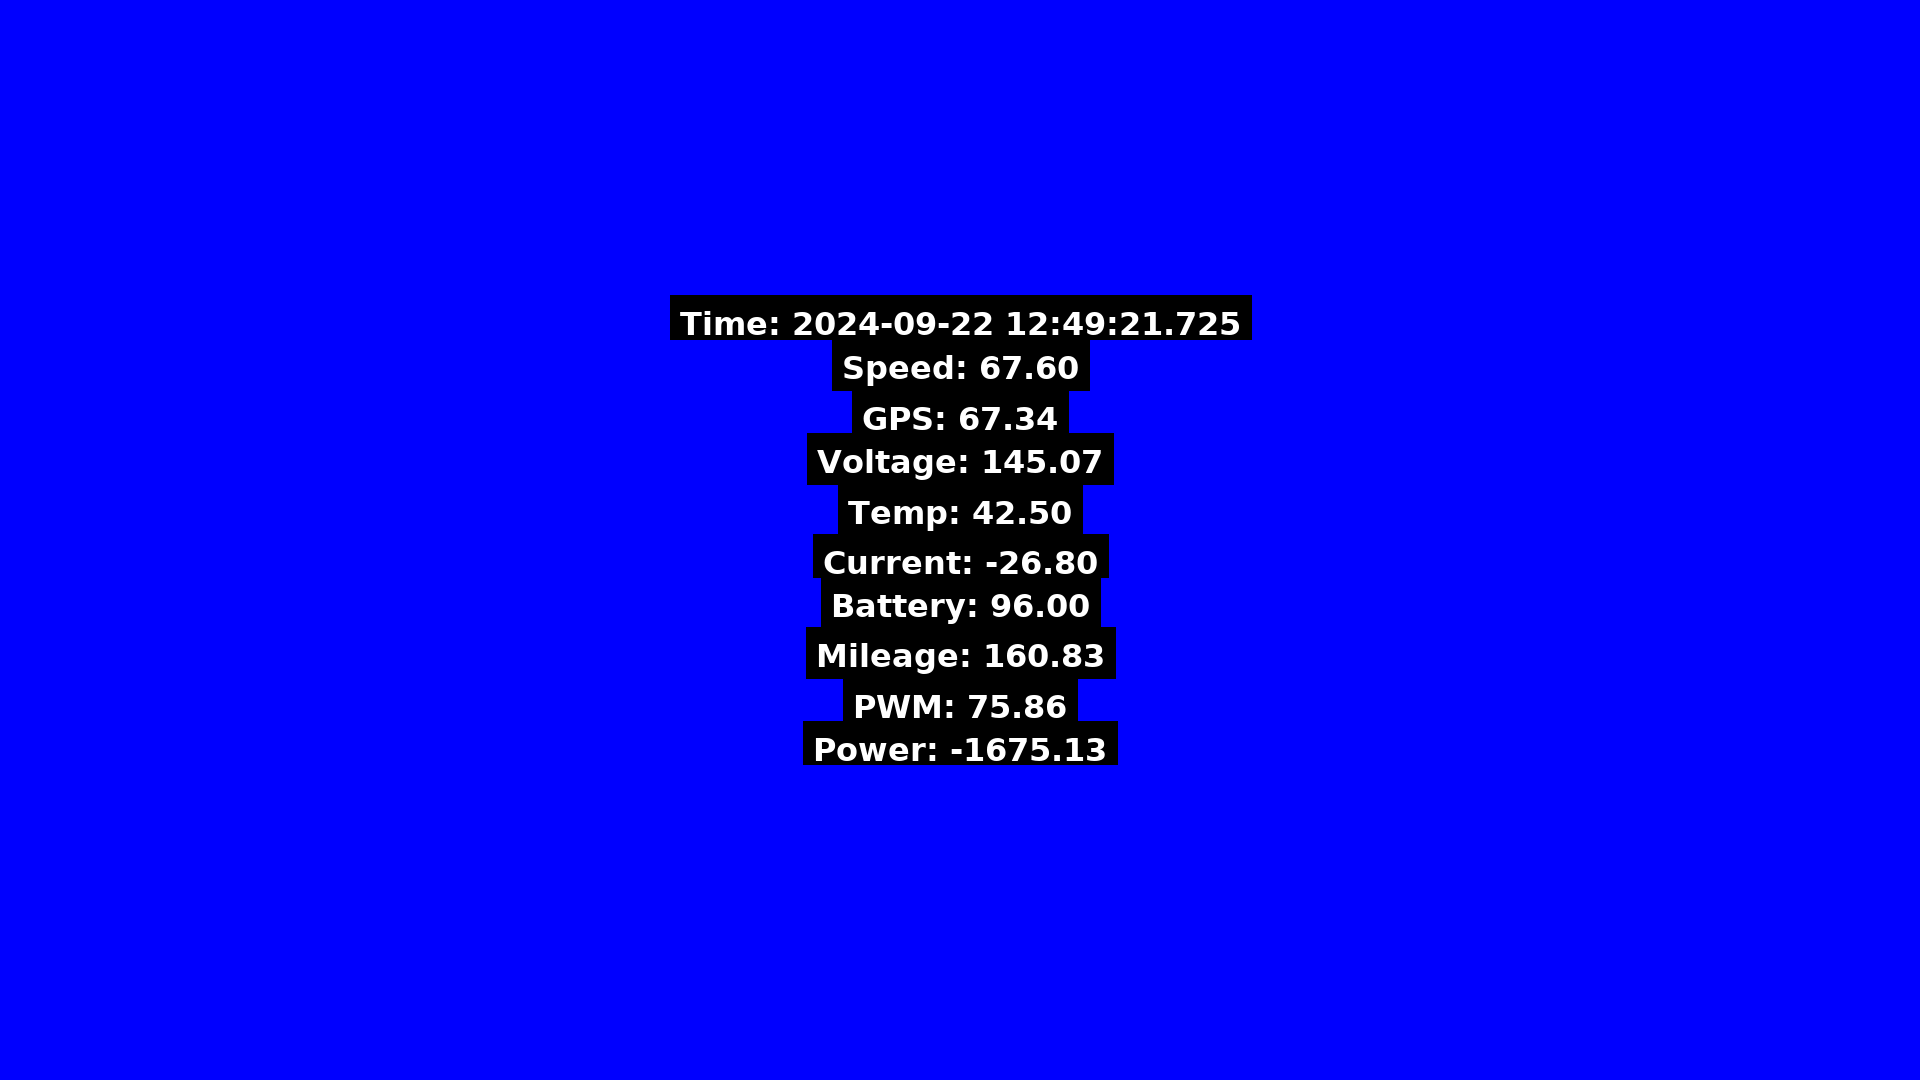 Time: 2024-09-22 12:49:21.725
Speed: 67.60
GPS: 67.34
Voltage: 145.07
Temp: 42.50
Current: -26.80
Battery: 96.00
Mileage: 160.83
PWM: 75.86
Power: -1675.13